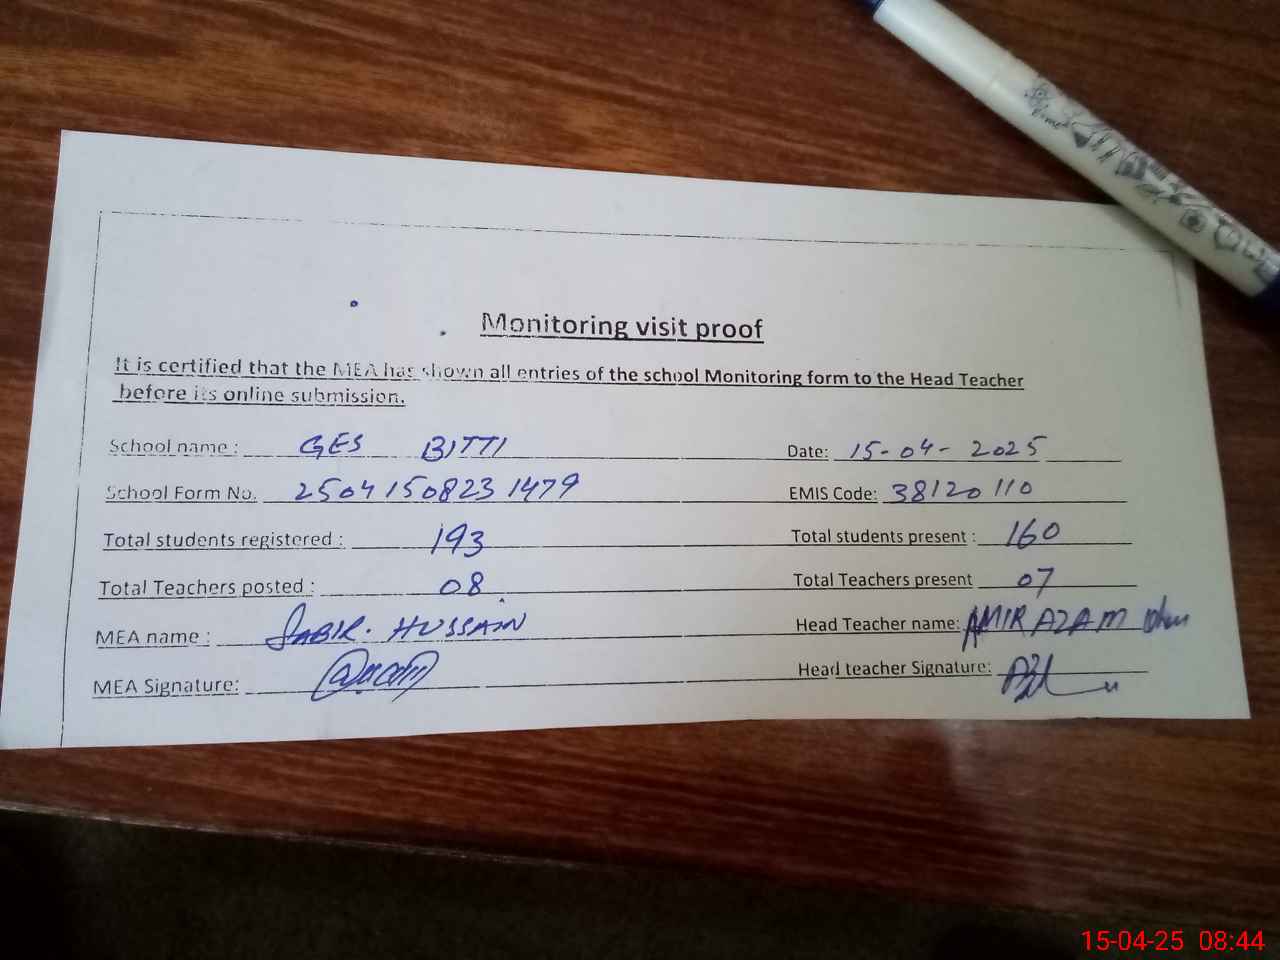 Monitoring visit proof
It is certified that the MEA has shown all entries of the school Monitoring form to the Head Teacher
before its online submission.
School name : GES BITTI Date: 15-04-2025
School Form No. 25041508231479 EMIS Code: 38120110
Total students registered : 193 Total students present : 160
Total Teachers posted : 08 Total Teachers present 07
MEA name : SABIR. HUSSAIN Head Teacher name: AMIR AZAM
MEA Signature: Head teacher Signature:
15-04-25 08:44